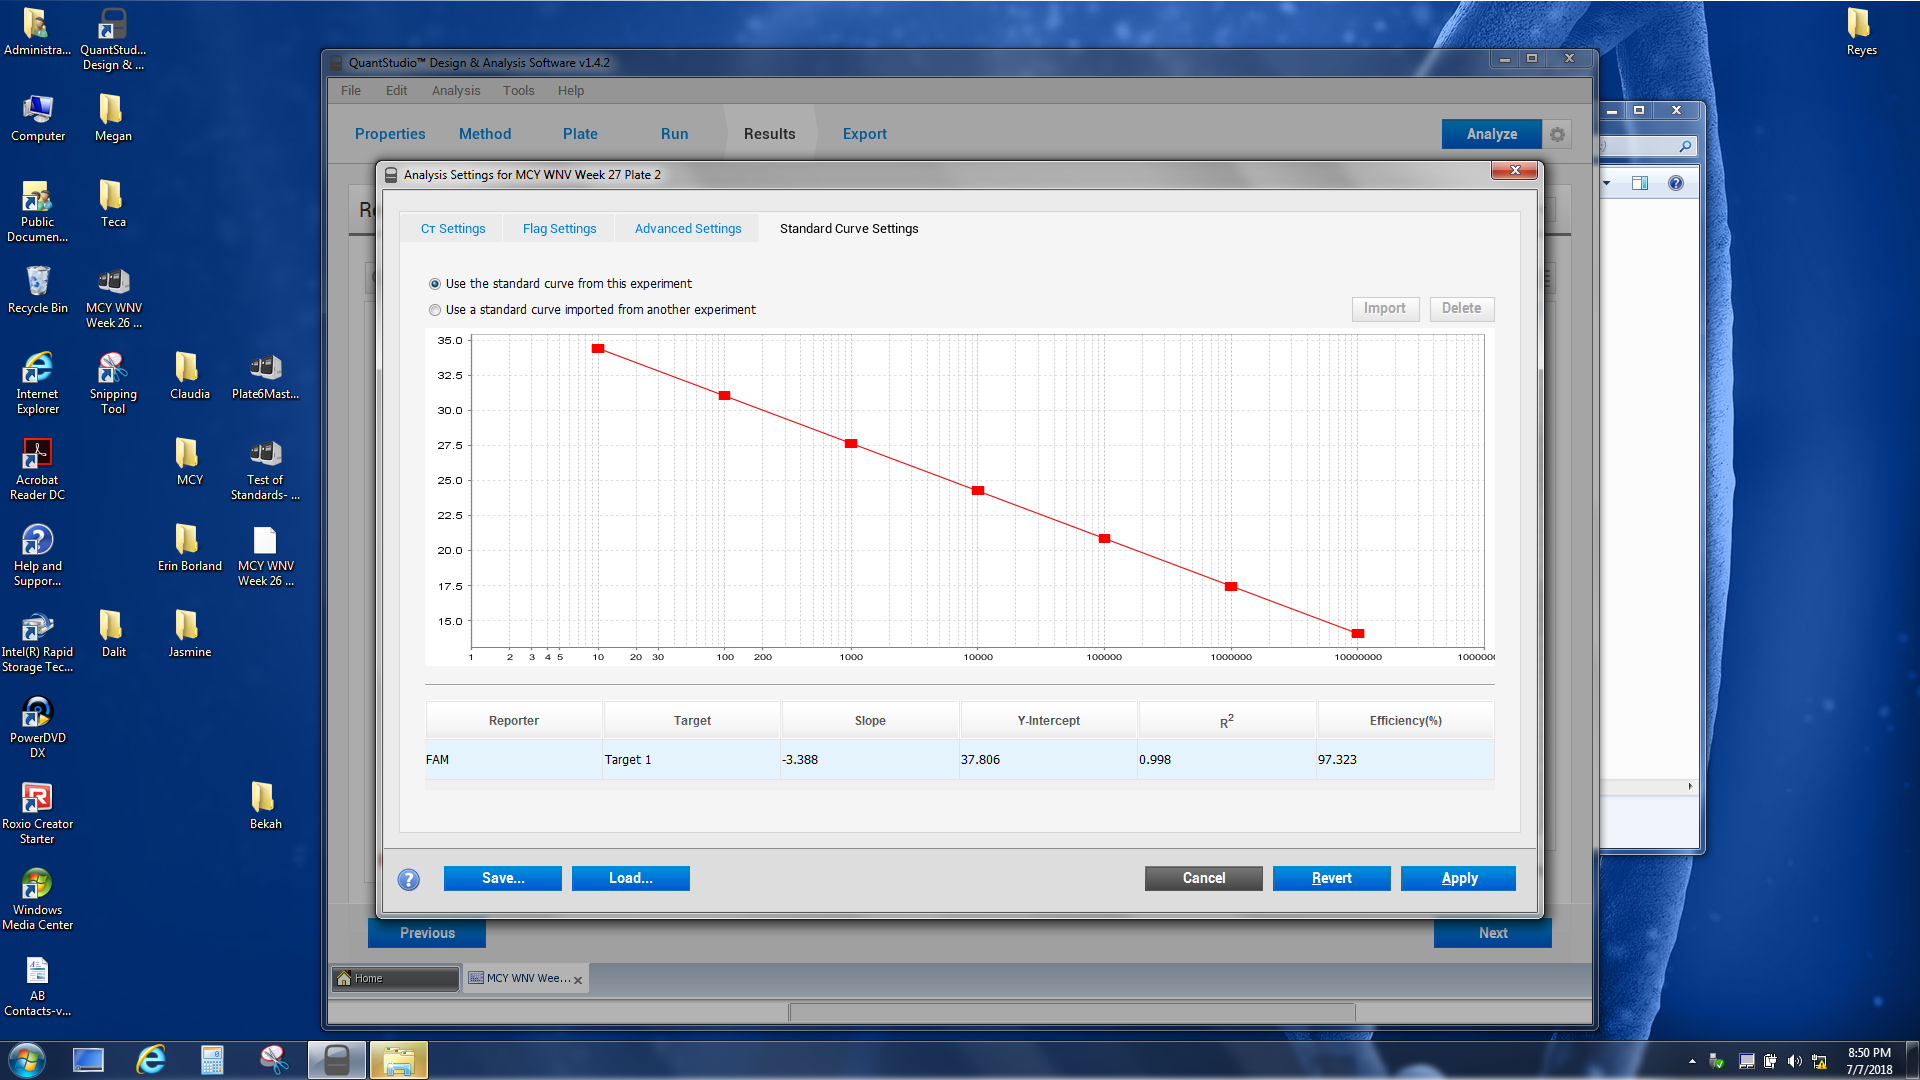 Administra...
QuantStud...
Design & ...
Computer
Megan
Public
Documen...
Teca
Recycle Bin
MCY WNV
Week 26 ...
Internet
Explorer
Snipping
Tool
Claudia
Plate6Mast...
Acrobat
Reader DC
MCY
Test of
Standards- ...
Help and
Suppor...
Erin Borland
MCY WNV
Week 26 ...
Intel(R) Rapid
Storage Tec...
Dalit
Jasmine
PowerDVD
DX
Roxio Creator
Starter
Bekah
Windows
Media Center
AB
Contacts-v...
Reyes
QuantStudio™ Design & Analysis Software v1.4.2
File Edit Analysis Tools Help
Properties Method Plate Run Results Export
Analyze
Analysis Settings for MCY WNV Week 27 Plate 2
Cт Settings Flag Settings Advanced Settings Standard Curve Settings
Use the standard curve from this experiment
Use a standard curve imported from another experiment
Import Delete
35.0
32.5
30.0
27.5
25.0
22.5
20.0
17.5
15.0
1 2 3 4 5 10 20 30 100 200 1000 10000 100000 1000000 10000000
Reporter Target Slope Y-Intercept R² Efficiency(%)
FAM Target 1 -3.388 37.806 0.998 97.323
Save... Load... Cancel Revert Apply
Previous Next
Home MCY WNV Wee...
8:50 PM
7/7/2018